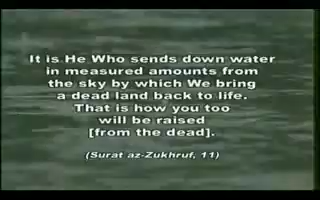 It is He Who sends down water
in measured amounts from
the sky by which We bring
a dead land back to life.
That is how you too
will be raised
[from the dead].
(Surat az-Zukhruf, 11)